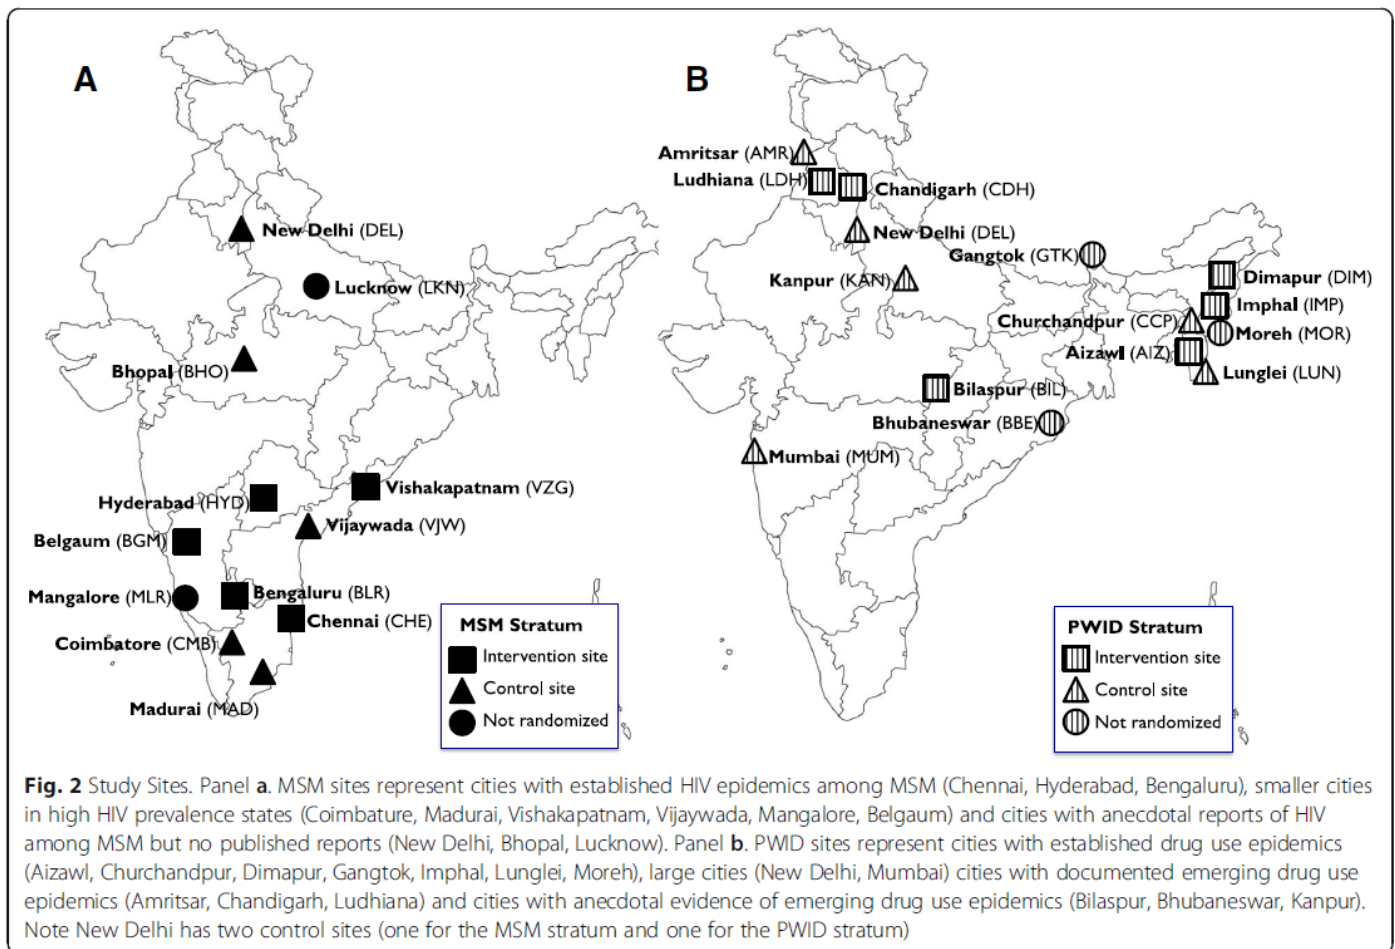 A
New Delhi (DEL)
Lucknow (LKN)
Bhopal (BHO)
Hyderabad (HYD)
Vishakapatnam (VZG)
Vijaywada (VJW)
Belgaum (BGM)
Mangalore (MLR)
Bengaluru (BLR)
Chennai (CHE)
Coimbatore (CMB)
Madurai (MAD)
MSM Stratum
Intervention site
Control site
Not randomized
B
Amritsar (AMR)
Ludhiana (LDH)
Chandigarh (CDH)
New Delhi (DEL)
Gangtok (GTK)
Kanpur (KAN)
Dimapur (DIM)
Imphal (IMP)
Churchandpur (CCP)
Moreh (MOR)
Aizawl (AIZ)
Lunglei (LUN)
Bilaspur (BIL)
Bhubaneswar (BBE)
Mumbai (MUM)
PWID Stratum
Intervention site
Control site
Not randomized
Fig. 2 Study Sites. Panel a. MSM sites represent cities with established HIV epidemics among MSM (Chennai, Hyderabad, Bengaluru), smaller cities
in high HIV prevalence states (Coimbature, Madurai, Vishakapatnam, Vijaywada, Mangalore, Belgaum) and cities with anecdotal reports of HIV
among MSM but no published reports (New Delhi, Bhopal, Lucknow). Panel b. PWID sites represent cities with established drug use epidemics
(Aizawl, Churchandpur, Dimapur, Gangtok, Imphal, Lunglei, Moreh), large cities (New Delhi, Mumbai) cities with documented emerging drug use
epidemics (Amritsar, Chandigarh, Ludhiana) and cities with anecdotal evidence of emerging drug use epidemics (Bilaspur, Bhubaneswar, Kanpur).
Note New Delhi has two control sites (one for the MSM stratum and one for the PWID stratum)